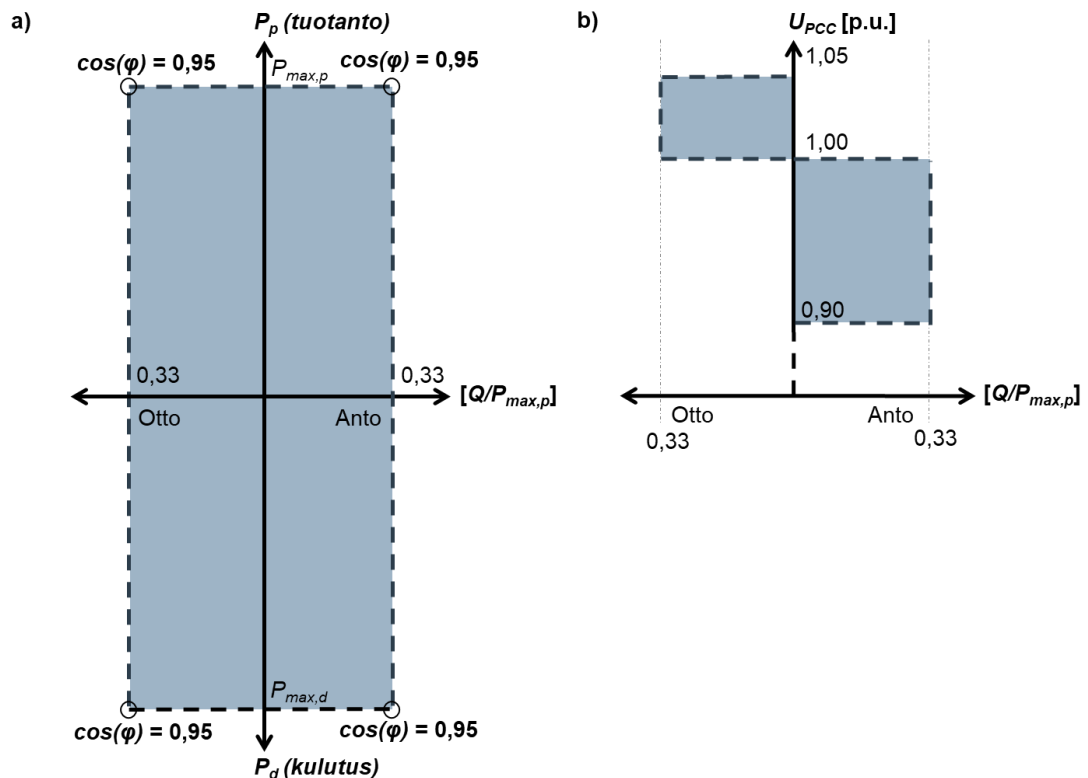 a)
P_p (tuotanto)
cos(φ) = 0,95
cos(φ) = 0,95
P_max,p
0,33
0,33
[Q/P_max,p]
Otto
Anto
P_max,d
cos(φ) = 0,95
cos(φ) = 0,95
P_d (kulutus)
b)
U_PCC [p.u.]
1,05
1,00
0,90
[Q/P_max,p]
Otto
Anto
0,33
0,33